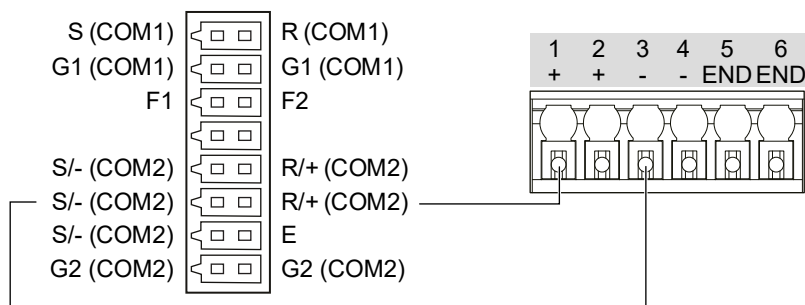 S (COM1) R (COM1)
G1 (COM1) G1 (COM1)
F1 F2
S/- (COM2) R/+ (COM2)
S/- (COM2) R/+ (COM2)
S/- (COM2) E
G2 (COM2) G2 (COM2)
1 2 3 4 5 6
+ + - - END END